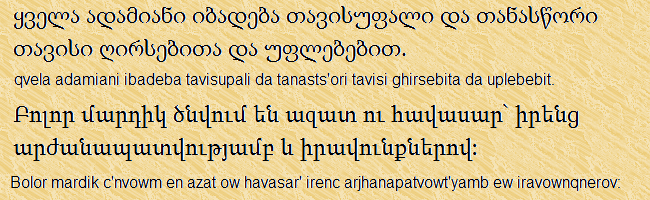 ყველა ადამიანი იბადება თავისუფალი და თანასწორი
თავისი ღირსებითა და უფლებებით.
qvela adamiani ibadeba tavisupali da tanasts'ori tavisi ghirsebita da uplebebit.
Բոլոր մարդիկ ծնվում են ազատ ու հավասար՝ իրենց
արժանապատվությամբ և իրավունքներով:
Bolor mardik c'nvowm en azat ow havasar' irenc arjhanapatvowt'yamb ew iravownqnerov: